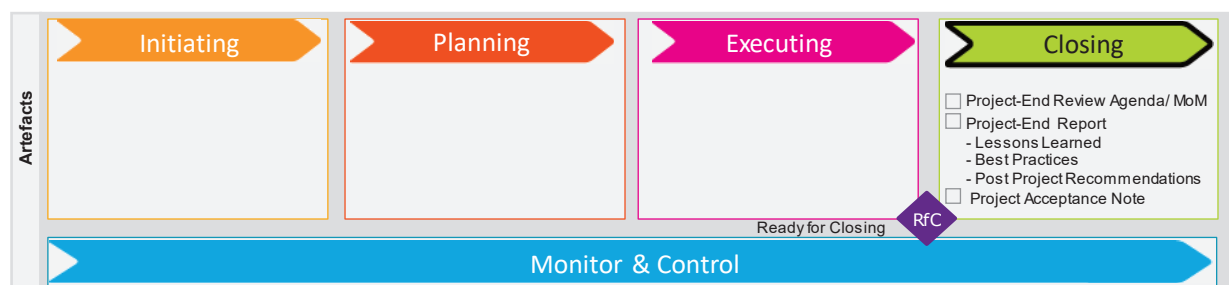 Artefacts
Initiating
Planning
Executing
Closing
Project-End Review Agenda/ MoM
Project-End Report
- Lessons Learned
- Best Practices
- Post Project Recommendations
Project Acceptance Note
Ready for Closing
RfC
Monitor & Control